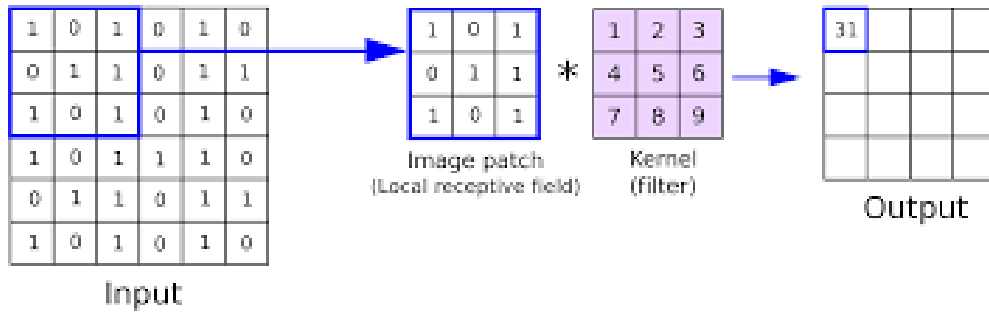 1 0 1 0 1 0
0 1 1 0 1 1
1 0 1 0 1 0
1 0 1 1 1 0
0 1 1 0 1 1
1 0 1 0 1 0
Input
1 0 1
0 1 1
1 0 1
Image patch
(Local receptive field)
*
1 2 3
4 5 6
7 8 9
Kernel
(filter)
31
Output